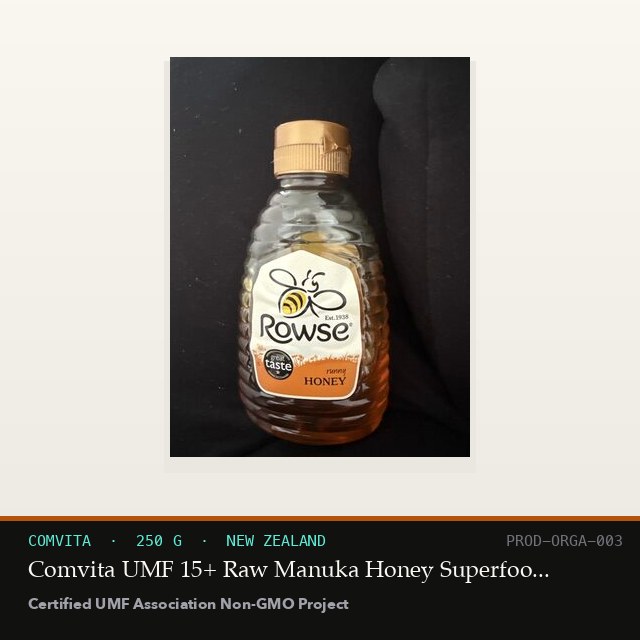 Est.1938
Rowse®
great
taste
runny
HONEY
COMVITA · 250 G · NEW ZEALAND
PROD-ORGA-003
Comvita UMF 15+ Raw Manuka Honey Superfoo...
Certified UMF Association Non-GMO Project